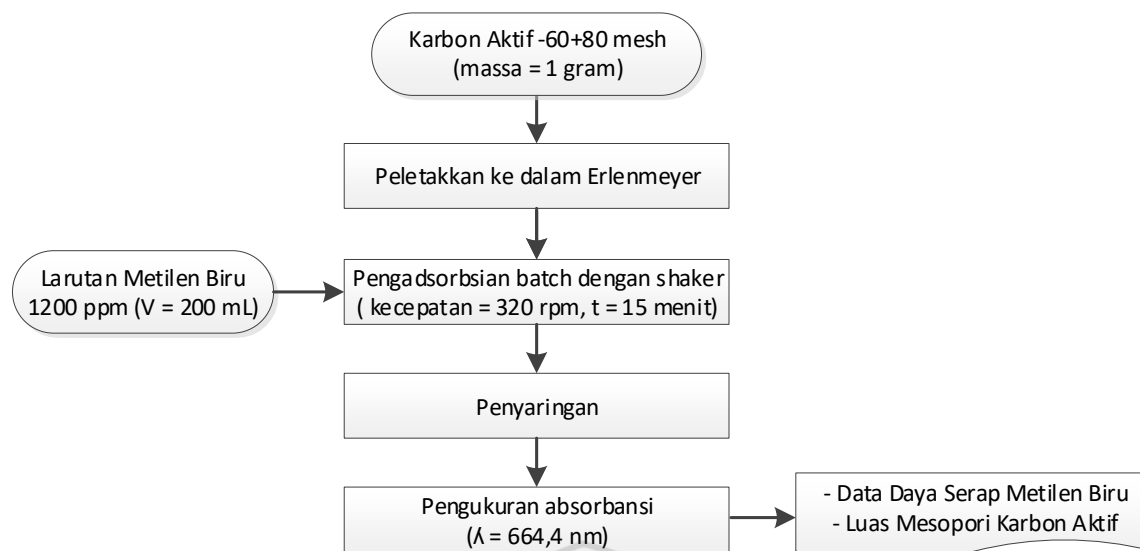 Karbon Aktif -60+80 mesh
(massa = 1 gram)
Peletakkan ke dalam Erlenmeyer
Larutan Metilen Biru
1200 ppm (V = 200 mL)
Pengadsorbsian batch dengan shaker
( kecepatan = 320 rpm, t = 15 menit)
Penyaringan
Pengukuran absorbansi
(λ = 664,4 nm)
- Data Daya Serap Metilen Biru
- Luas Mesopori Karbon Aktif